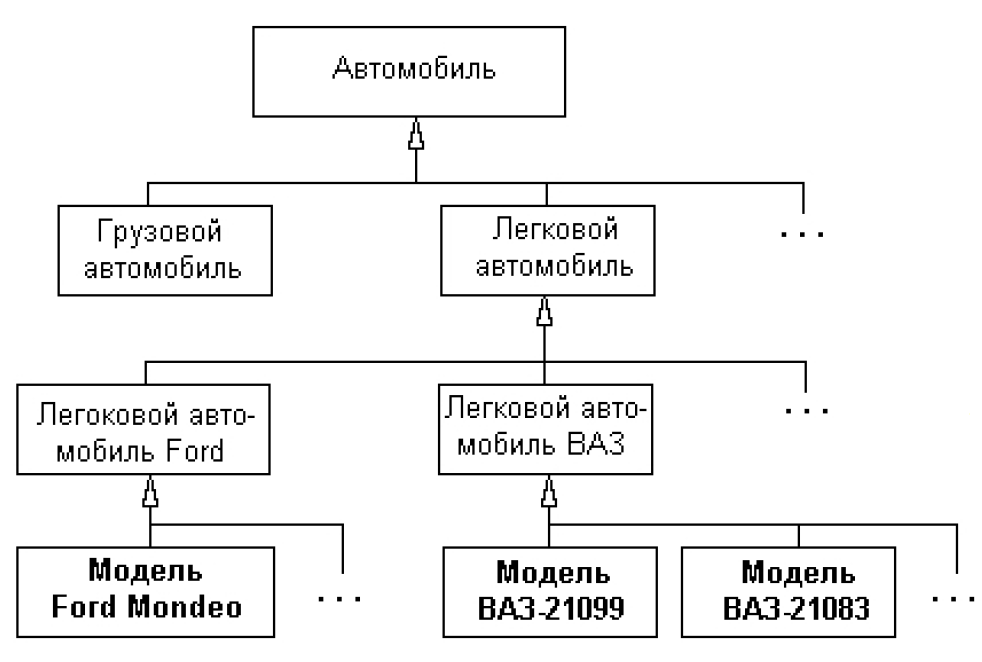 Автомобиль
Грузовой
автомобиль
Легковой
автомобиль
...
Легоковой авто-
мобиль Ford
Легковой авто-
мобиль ВАЗ
...
Модель
Ford Mondeo
...
Модель
ВАЗ-21099
Модель
ВАЗ-21083
...